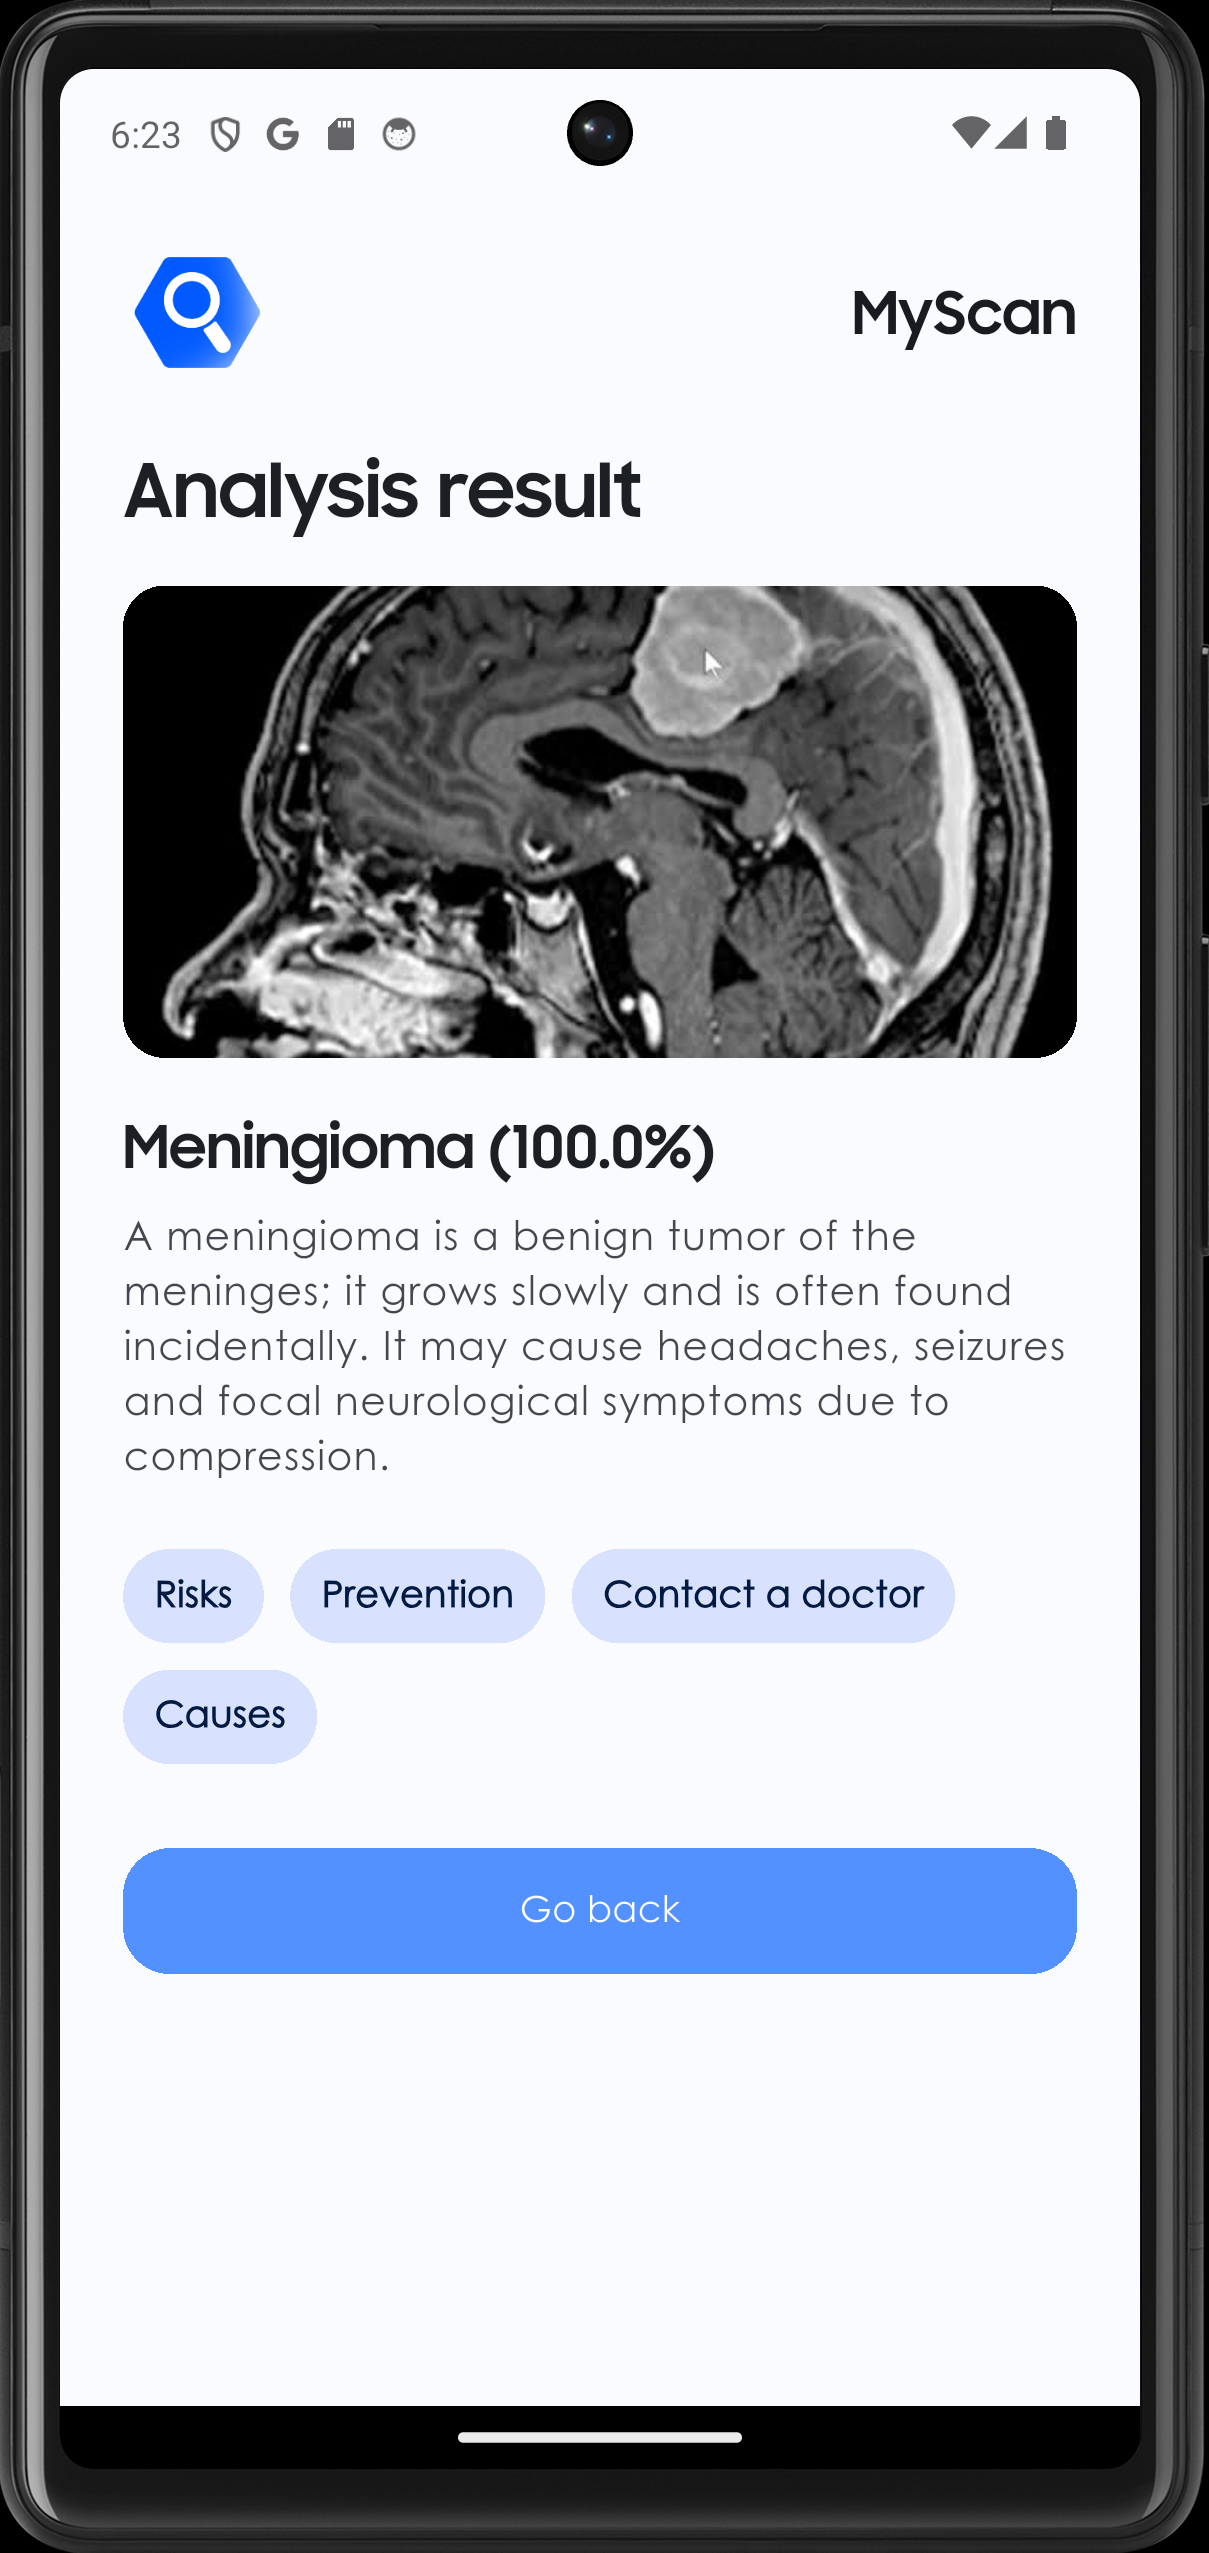 6:23
MyScan
Analysis result
Meningioma (100.0%)
A meningioma is a benign tumor of the
meninges; it grows slowly and is often found
incidentally. It may cause headaches, seizures
and focal neurological symptoms due to
compression.
Risks
Prevention
Contact a doctor
Causes
Go back